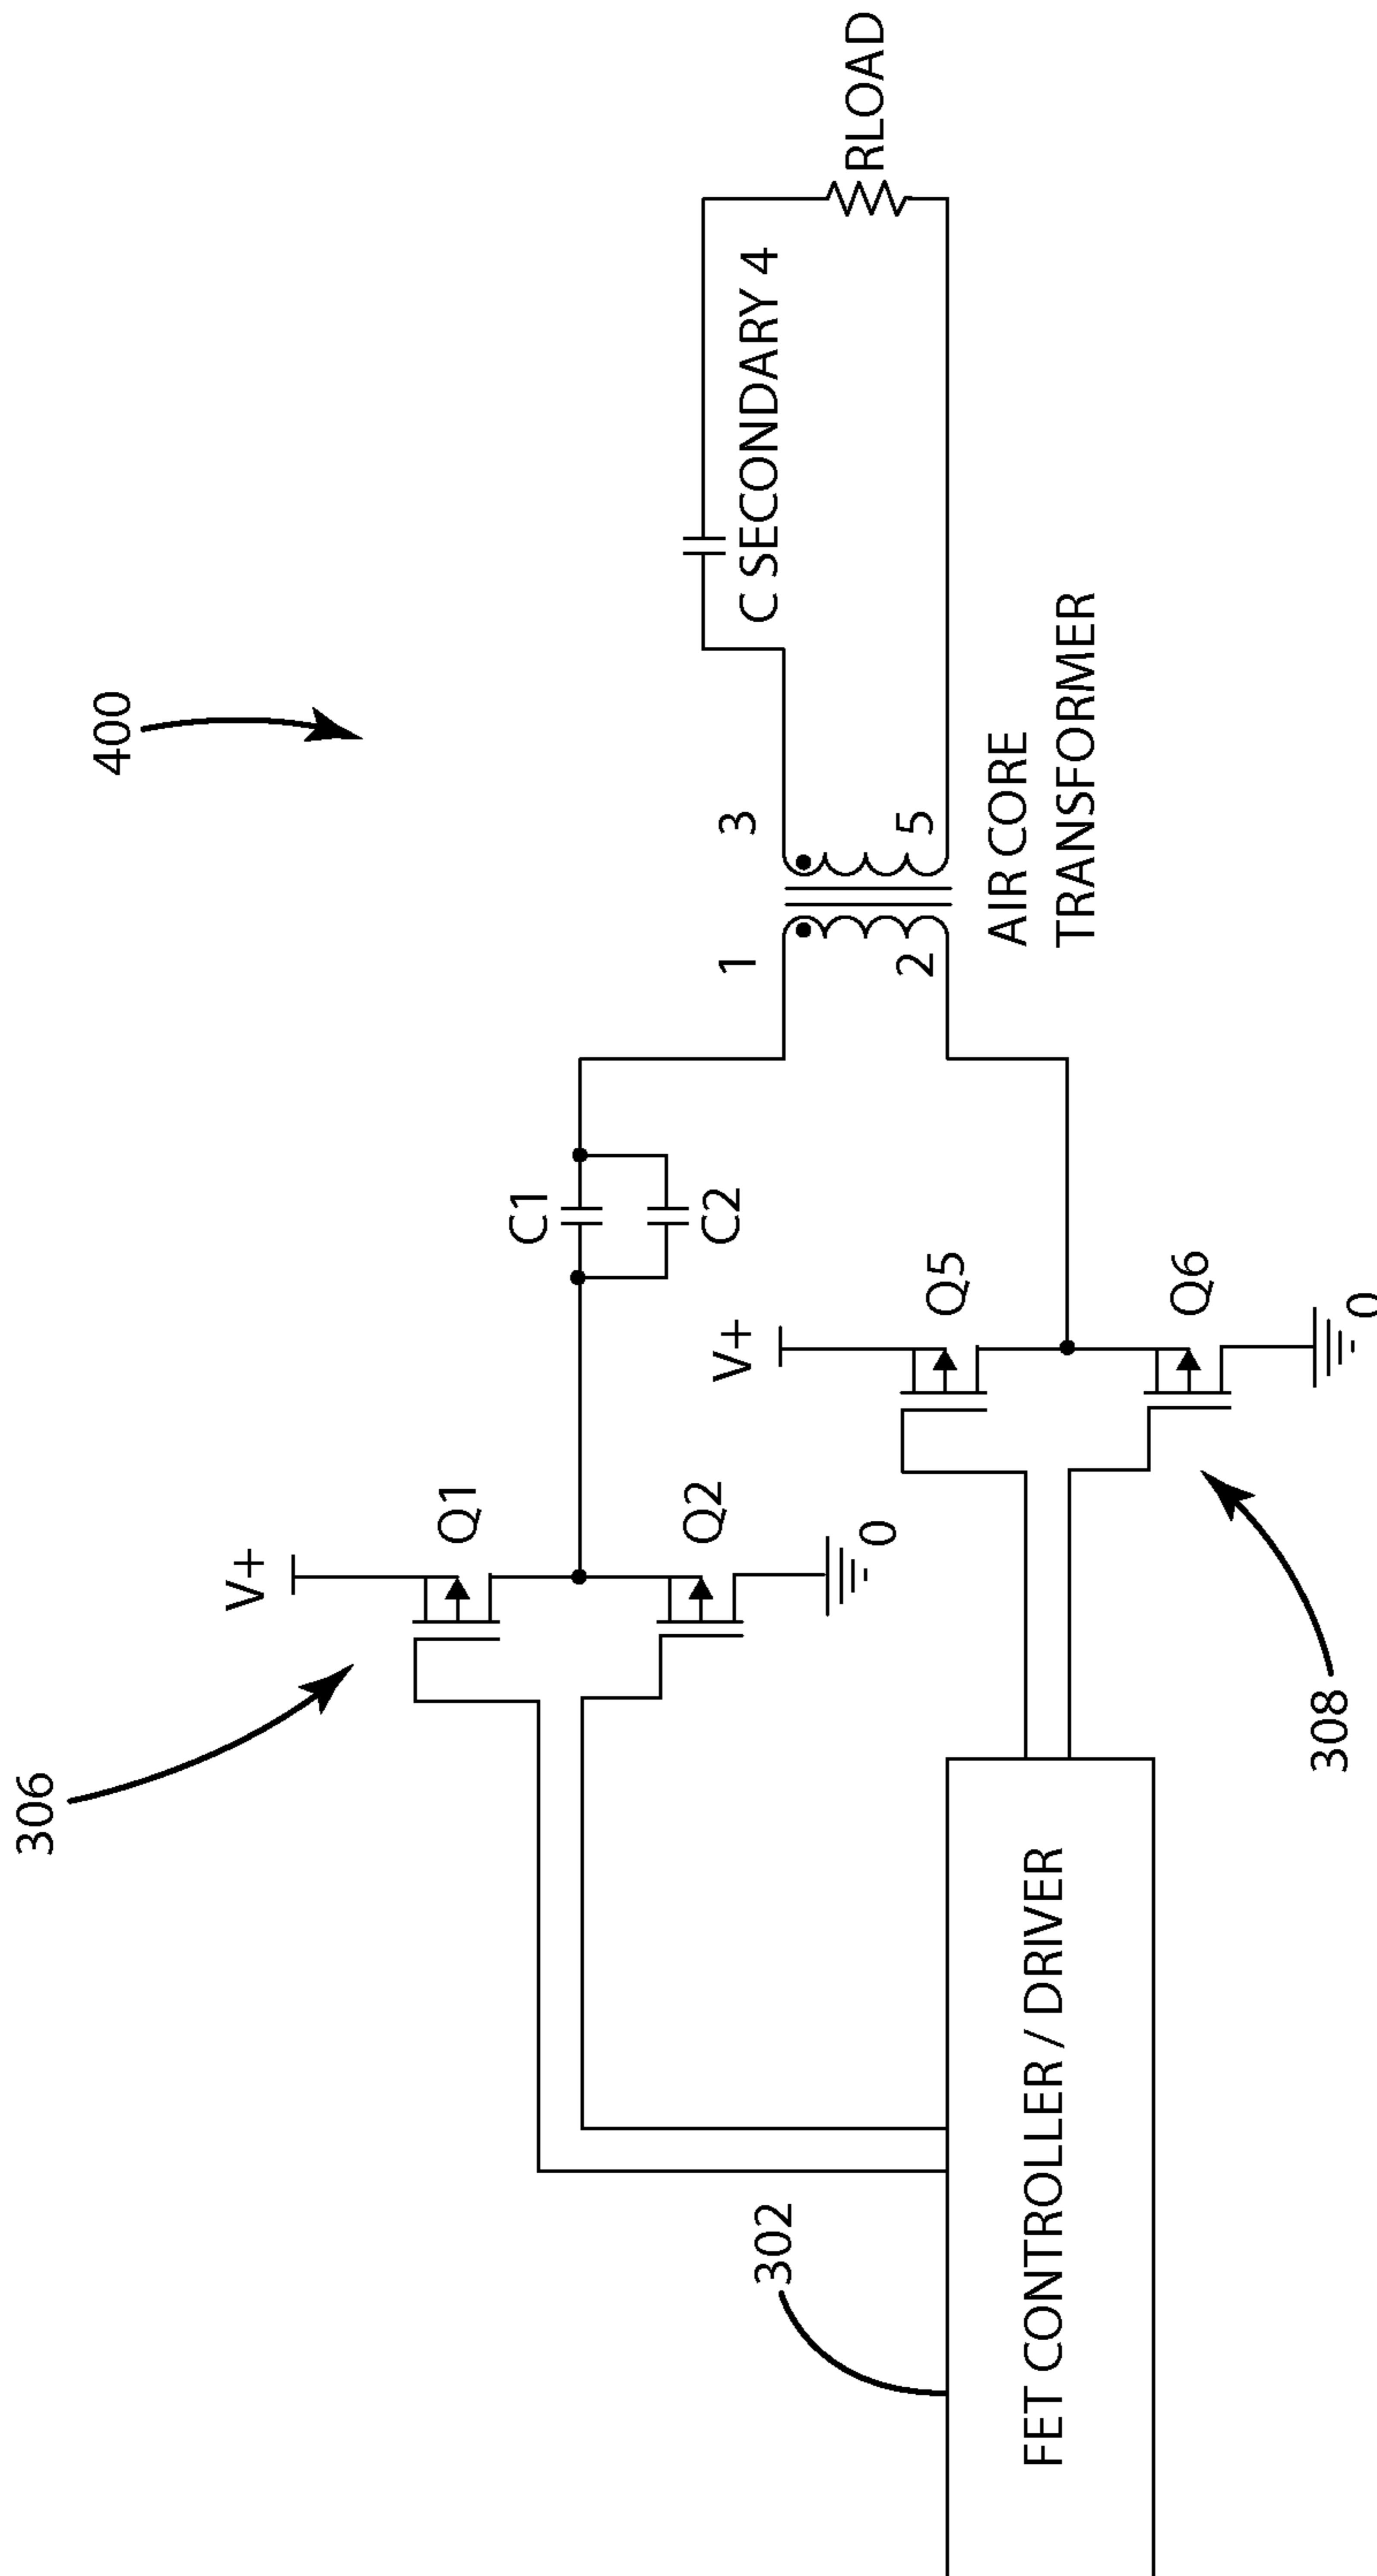 400
306
V+
Q1
Q2
0
C1
C2
1
3
C SECONDARY 4
RLOAD
2
5
AIR CORE
TRANSFORMER
V+
Q5
Q6
0
302
FET CONTROLLER / DRIVER
308